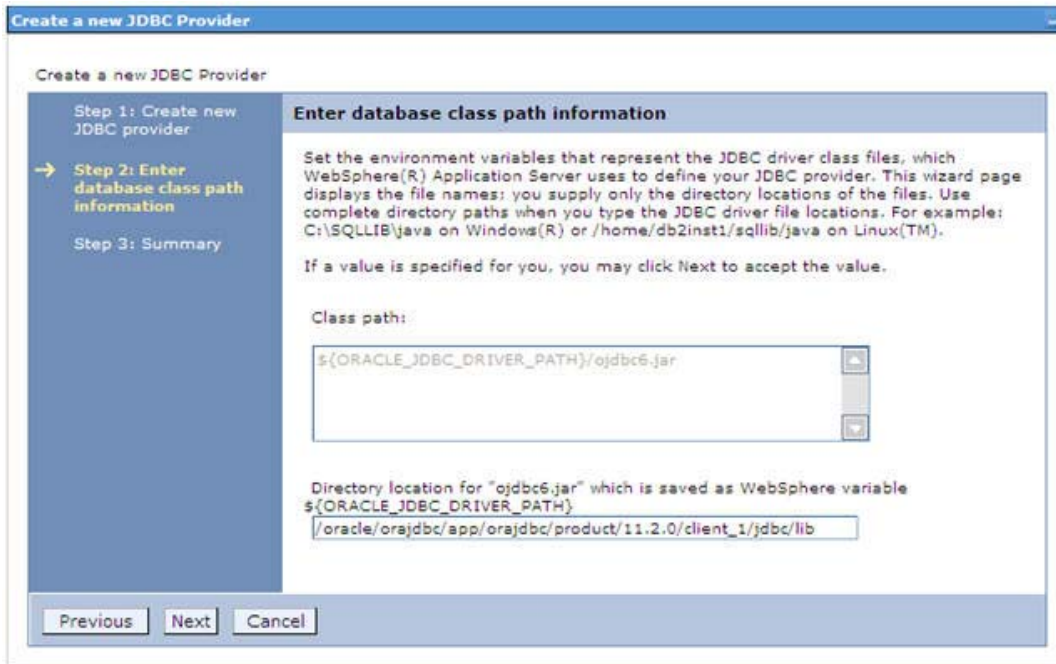 Create a new JDBC Provider
Create a new JDBC Provider
Step 1: Create new
JDBC provider
Step 2: Enter
database class path
information
Step 3: Summary
Enter database class path information
Set the environment variables that represent the JDBC driver class files, which
WebSphere(R) Application Server uses to define your JDBC provider. This wizard page
displays the file names; you supply only the directory locations of the files. Use
complete directory paths when you type the JDBC driver file locations. For example:
C:\SQLLIB\java on Windows(R) or /home/db2inst1/sqllib/java on Linux(TM).
If a value is specified for you, you may click Next to accept the value.
Class path:
${ORACLE_JDBC_DRIVER_PATH}/ojdbc6.jar
Directory location for "ojdbc6.jar" which is saved as WebSphere variable
${ORACLE_JDBC_DRIVER_PATH}
/oracle/orajdbc/app/orajdbc/product/11.2.0/client_1/jdbc/lib
Previous Next Cancel